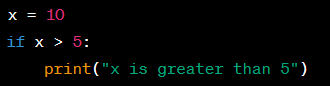 x = 10
if x > 5:
    print("x is greater than 5")